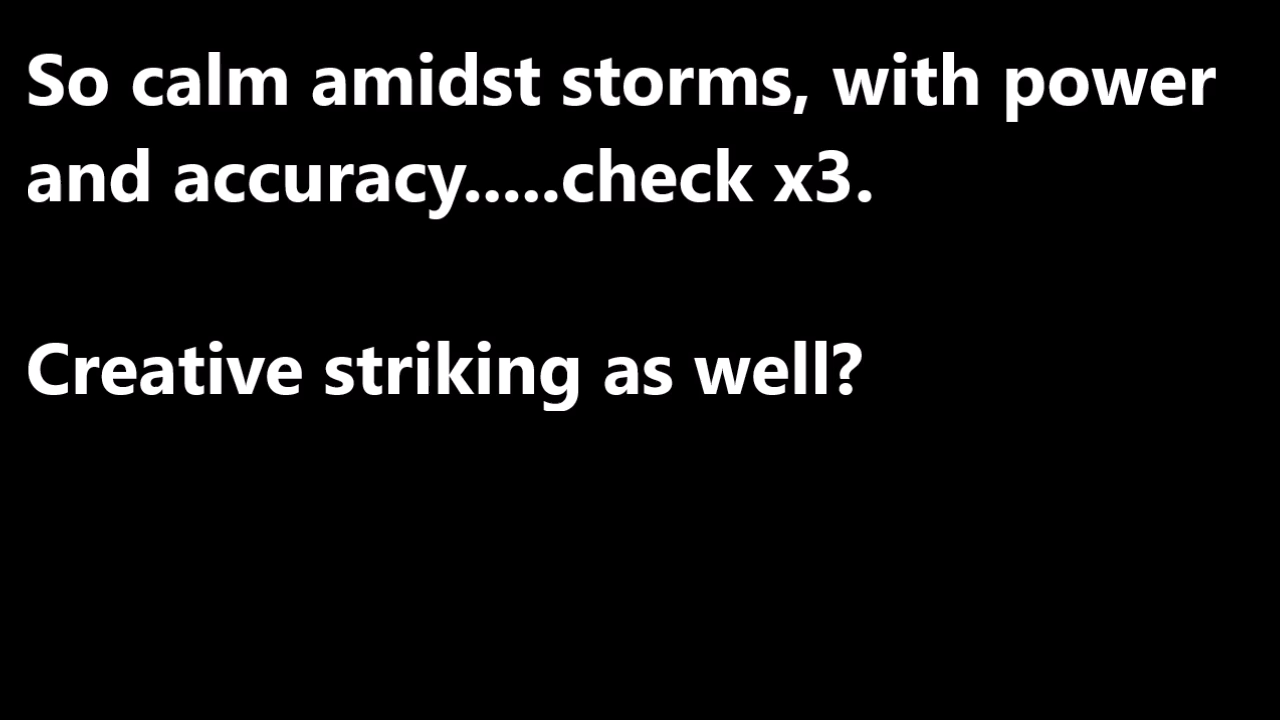 So calm amidst storms, with power
and accuracy.....check x3.
Creative striking as well?